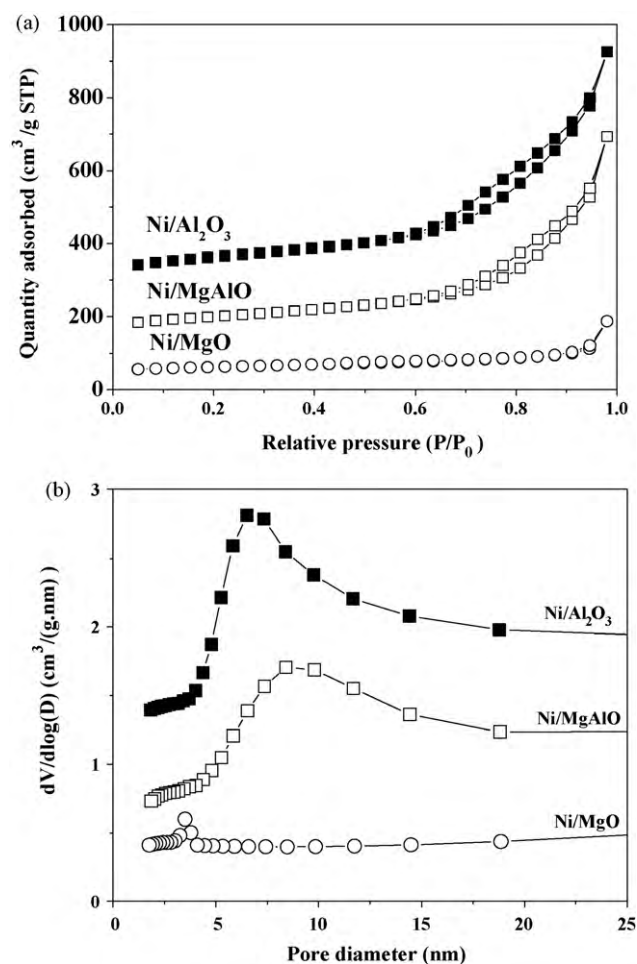 (a)
1000
800
600
400
200
0
Quantity adsorbed (cm³/g STP)
Ni/Al₂O₃
Ni/MgAlO
Ni/MgO
0.0 0.2 0.4 0.6 0.8 1.0
Relative pressure (P/P₀)
(b)
3
2
1
0
dV/dlog(D) (cm³/(g.nm))
Ni/Al₂O₃
Ni/MgAlO
Ni/MgO
0 5 10 15 20 25
Pore diameter (nm)